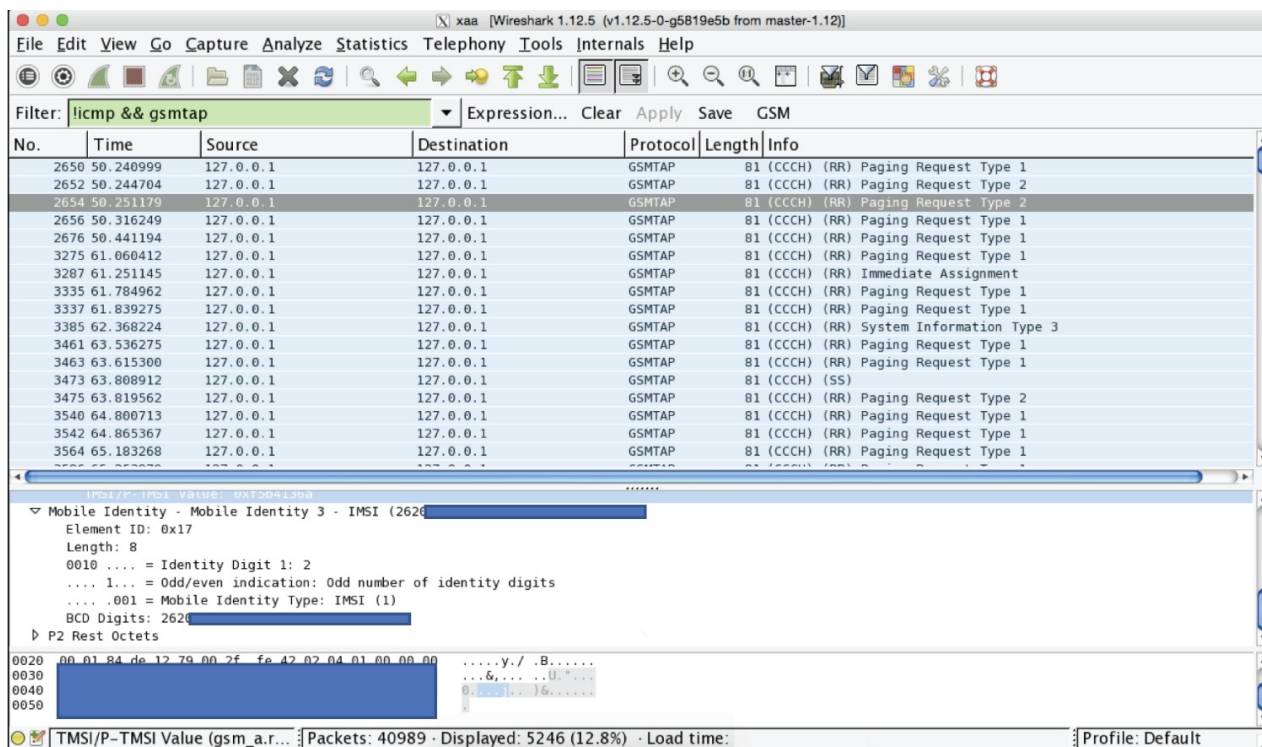 xaa [Wireshark 1.12.5 (v1.12.5-0-g5819e5b from master-1.12)]
File Edit View Go Capture Analyze Statistics Telephony Tools Internals Help
Filter: !icmp && gsmtap Expression... Clear Apply Save GSM
No. Time Source Destination Protocol Length Info
2650 50.240999 127.0.0.1 127.0.0.1 GSMTAP 81 (CCCH) (RR) Paging Request Type 1
2652 50.244704 127.0.0.1 127.0.0.1 GSMTAP 81 (CCCH) (RR) Paging Request Type 2
2654 50.251179 127.0.0.1 127.0.0.1 GSMTAP 81 (CCCH) (RR) Paging Request Type 2
2656 50.316249 127.0.0.1 127.0.0.1 GSMTAP 81 (CCCH) (RR) Paging Request Type 1
2676 50.441194 127.0.0.1 127.0.0.1 GSMTAP 81 (CCCH) (RR) Paging Request Type 1
3275 61.060412 127.0.0.1 127.0.0.1 GSMTAP 81 (CCCH) (RR) Paging Request Type 1
3287 61.251145 127.0.0.1 127.0.0.1 GSMTAP 81 (CCCH) (RR) Immediate Assignment
3335 61.784962 127.0.0.1 127.0.0.1 GSMTAP 81 (CCCH) (RR) Paging Request Type 1
3337 61.839275 127.0.0.1 127.0.0.1 GSMTAP 81 (CCCH) (RR) Paging Request Type 1
3385 62.368224 127.0.0.1 127.0.0.1 GSMTAP 81 (CCCH) (RR) System Information Type 3
3461 63.536275 127.0.0.1 127.0.0.1 GSMTAP 81 (CCCH) (RR) Paging Request Type 1
3463 63.615300 127.0.0.1 127.0.0.1 GSMTAP 81 (CCCH) (RR) Paging Request Type 1
3473 63.808912 127.0.0.1 127.0.0.1 GSMTAP 81 (CCCH) (SS)
3475 63.819562 127.0.0.1 127.0.0.1 GSMTAP 81 (CCCH) (RR) Paging Request Type 2
3540 64.800713 127.0.0.1 127.0.0.1 GSMTAP 81 (CCCH) (RR) Paging Request Type 1
3542 64.865367 127.0.0.1 127.0.0.1 GSMTAP 81 (CCCH) (RR) Paging Request Type 1
3564 65.183268 127.0.0.1 127.0.0.1 GSMTAP 81 (CCCH) (RR) Paging Request Type 1
TMSI/P-TMSI Value: 0xf5b4136a
Mobile Identity - Mobile Identity 3 - IMSI (2620
Element ID: 0x17
Length: 8
0010 .... = Identity Digit 1: 2
.... 1... = Odd/even indication: Odd number of identity digits
.... .001 = Mobile Identity Type: IMSI (1)
BCD Digits: 2620
P2 Rest Octets
0020 00 01 84 de 12 79 00 2f fe 42 02 04 01 00 00 00 .....y./ .B......
0030 ...&,... ..U."...
0040 0....j.. )&......
0050 .
TMSI/P-TMSI Value (gsm_a.r... Packets: 40989 · Displayed: 5246 (12.8%) · Load time: Profile: Default